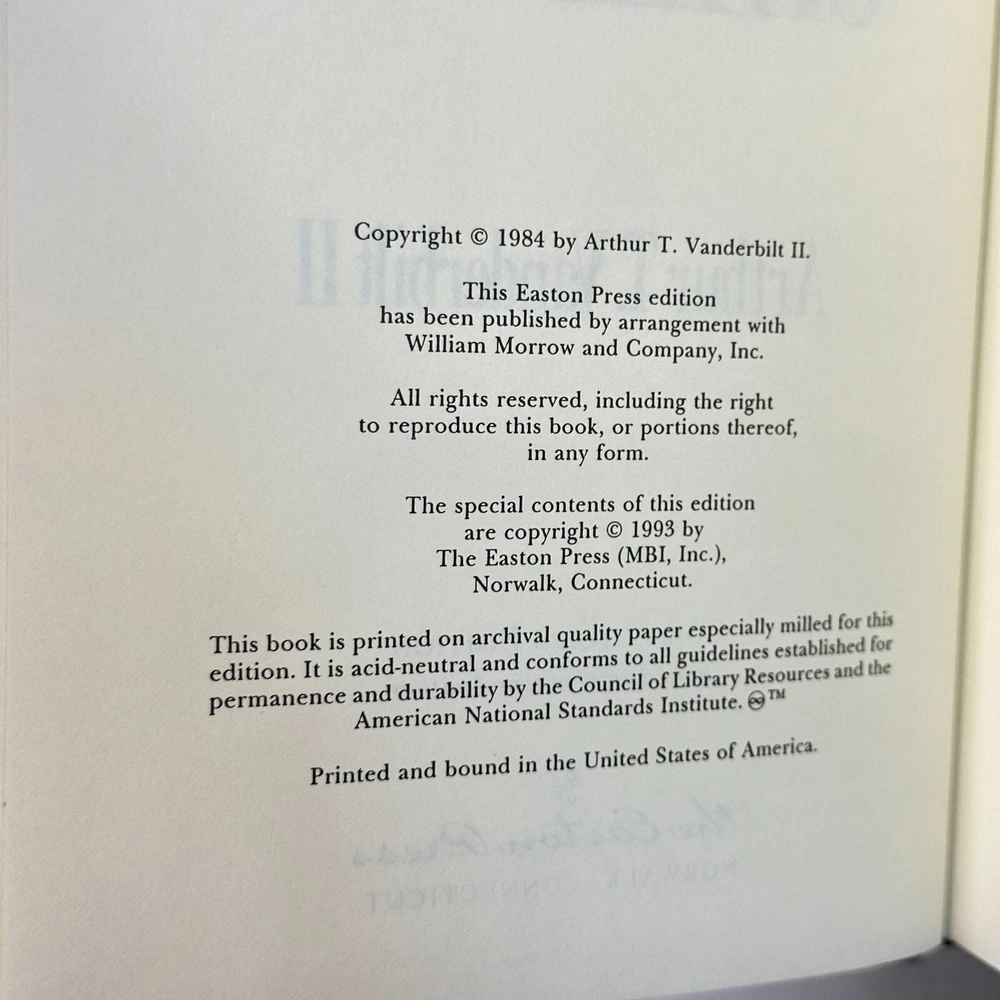 Copyright © 1984 by Arthur T. Vanderbilt II.
This Easton Press edition
has been published by arrangement with
William Morrow and Company, Inc.
All rights reserved, including the right
to reproduce this book, or portions thereof,
in any form.
The special contents of this edition
are copyright © 1993 by
The Easton Press (MBI, Inc.),
Norwalk, Connecticut.
This book is printed on archival quality paper especially milled for this
edition. It is acid-neutral and conforms to all guidelines established for
permanence and durability by the Council of Library Resources and the
American National Standards Institute. ♾™
Printed and bound in the United States of America.